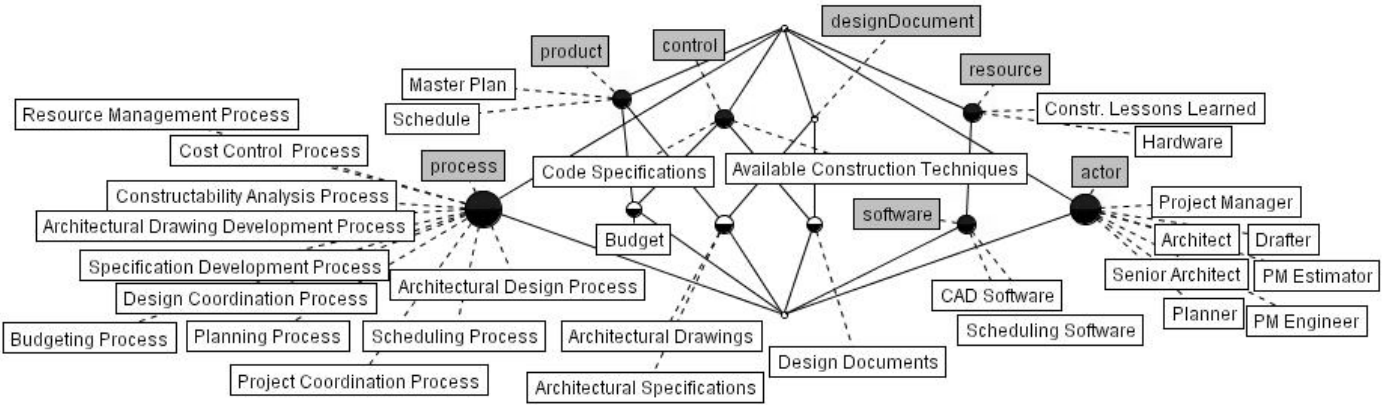 designDocument
product
control
resource
Master Plan
Schedule
Constr. Lessons Learned
Hardware
Resource Management Process
Cost Control  Process
process
Code Specifications
Available Construction Techniques
actor
Constructability Analysis Process
Architectural Drawing Development Process
software
Project Manager
Budget
Architect
Drafter
Specification Development Process
Architectural Design Process
Senior Architect
PM Estimator
Design Coordination Process
CAD Software
Planner
PM Engineer
Budgeting Process
Planning Process
Scheduling Process
Architectural Drawings
Scheduling Software
Design Documents
Project Coordination Process
Architectural Specifications